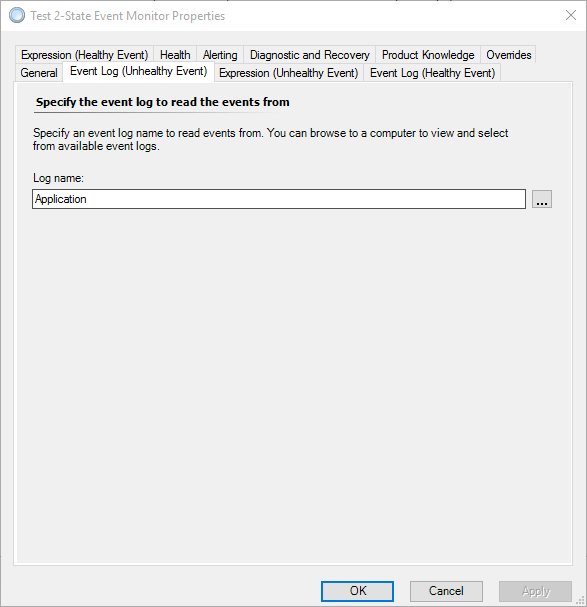 Test 2-State Event Monitor Properties
Expression (Healthy Event) Health Alerting Diagnostic and Recovery Product Knowledge Overrides
General Event Log (Unhealthy Event) Expression (Unhealthy Event) Event Log (Healthy Event)
Specify the event log to read the events from
Specify an event log name to read events from. You can browse to a computer to view and select
from available event logs.
Log name:
Application
...
OK Cancel Apply